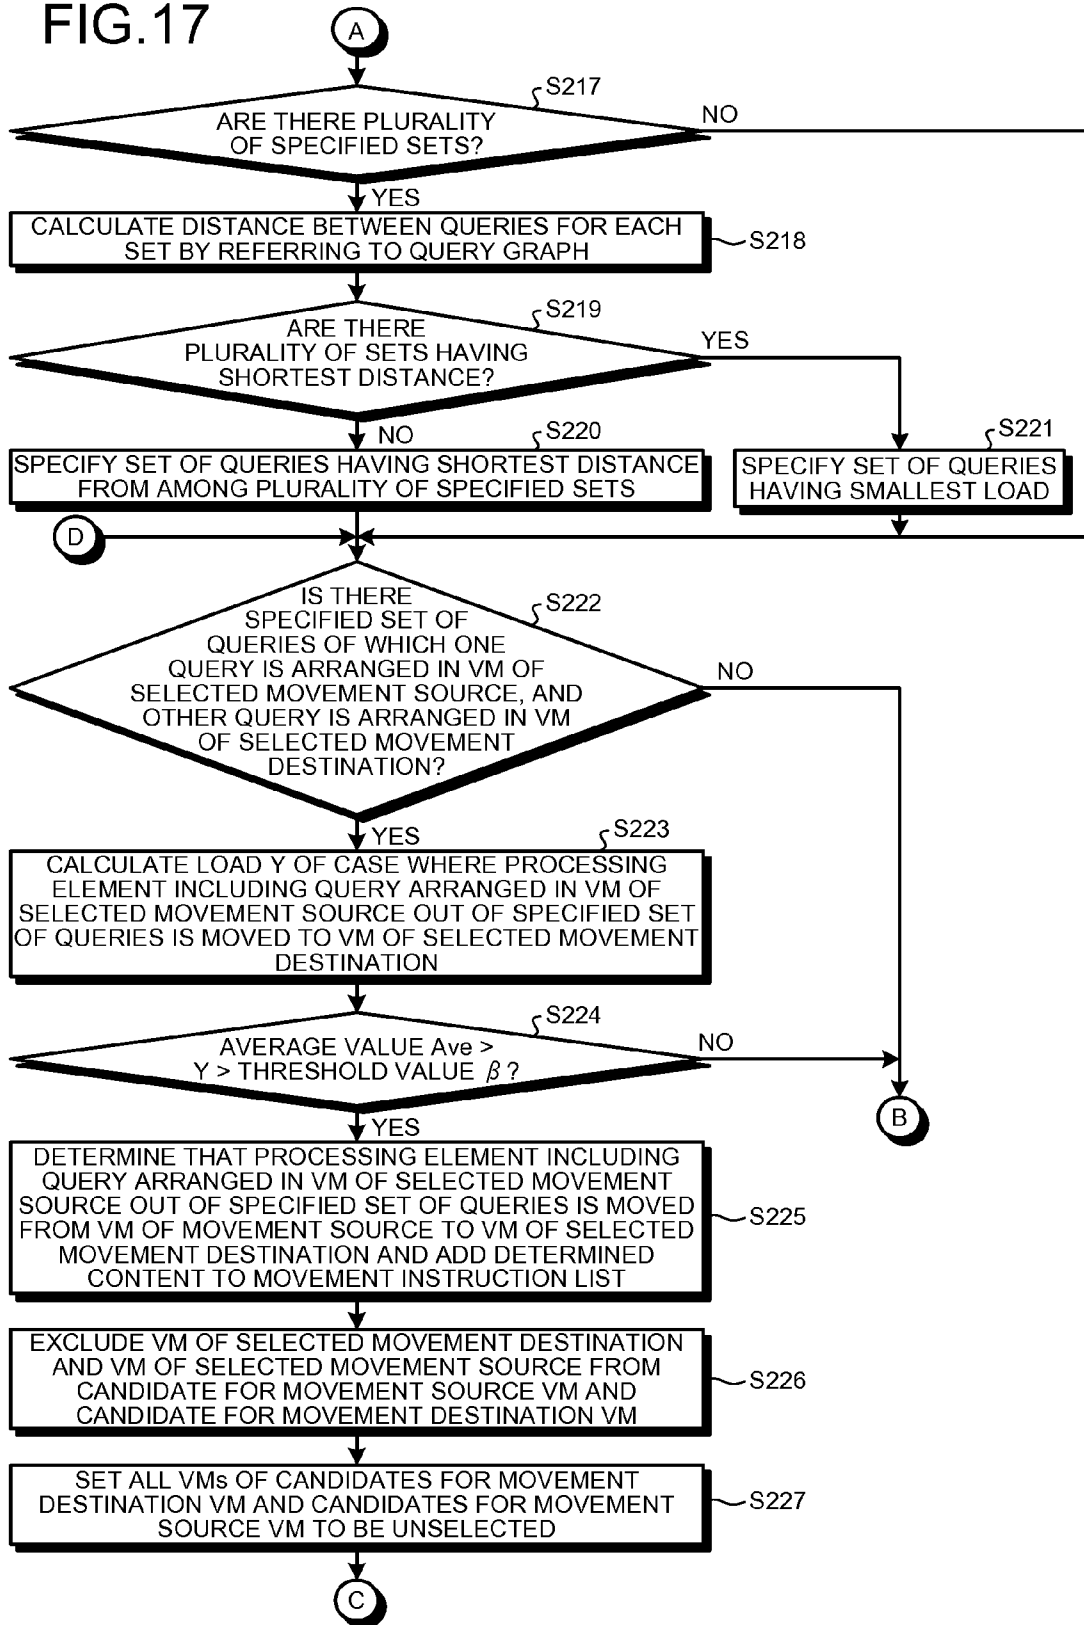 FIG.17
A
S217
NO
ARE THERE PLURALITY
OF SPECIFIED SETS?
YES
CALCULATE DISTANCE BETWEEN QUERIES FOR EACH
SET BY REFERRING TO QUERY GRAPH
S218
S219
ARE THERE
PLURALITY OF SETS HAVING
SHORTEST DISTANCE?
YES
NO
S220
S221
SPECIFY SET OF QUERIES HAVING SHORTEST DISTANCE
FROM AMONG PLURALITY OF SPECIFIED SETS
SPECIFY SET OF QUERIES
HAVING SMALLEST LOAD
D
IS THERE
SPECIFIED SET OF
QUERIES OF WHICH ONE
QUERY IS ARRANGED IN VM OF
SELECTED MOVEMENT SOURCE, AND
OTHER QUERY IS ARRANGED IN VM
OF SELECTED MOVEMENT
DESTINATION?
S222
NO
YES
S223
CALCULATE LOAD Y OF CASE WHERE PROCESSING
ELEMENT INCLUDING QUERY ARRANGED IN VM OF
SELECTED MOVEMENT SOURCE OUT OF SPECIFIED SET
OF QUERIES IS MOVED TO VM OF SELECTED MOVEMENT
DESTINATION
S224
AVERAGE VALUE Ave >
Y > THRESHOLD VALUE β?
NO
B
YES
DETERMINE THAT PROCESSING ELEMENT INCLUDING
QUERY ARRANGED IN VM OF SELECTED MOVEMENT
SOURCE OUT OF SPECIFIED SET OF QUERIES IS MOVED
FROM VM OF MOVEMENT SOURCE TO VM OF SELECTED
MOVEMENT DESTINATION AND ADD DETERMINED
CONTENT TO MOVEMENT INSTRUCTION LIST
S225
EXCLUDE VM OF SELECTED MOVEMENT DESTINATION
AND VM OF SELECTED MOVEMENT SOURCE FROM
CANDIDATE FOR MOVEMENT SOURCE VM AND
CANDIDATE FOR MOVEMENT DESTINATION VM
S226
SET ALL VMs OF CANDIDATES FOR MOVEMENT
DESTINATION VM AND CANDIDATES FOR MOVEMENT
SOURCE VM TO BE UNSELECTED
S227
C